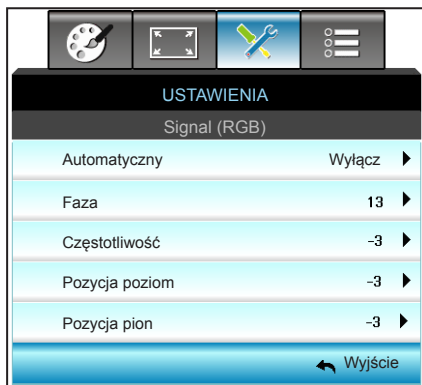 USTAWIENIA
Signal (RGB)
Automatyczny Wyłącz
Faza 13
Częstotliwość -3
Pozycja poziom -3
Pozycja pion -3
Wyjście